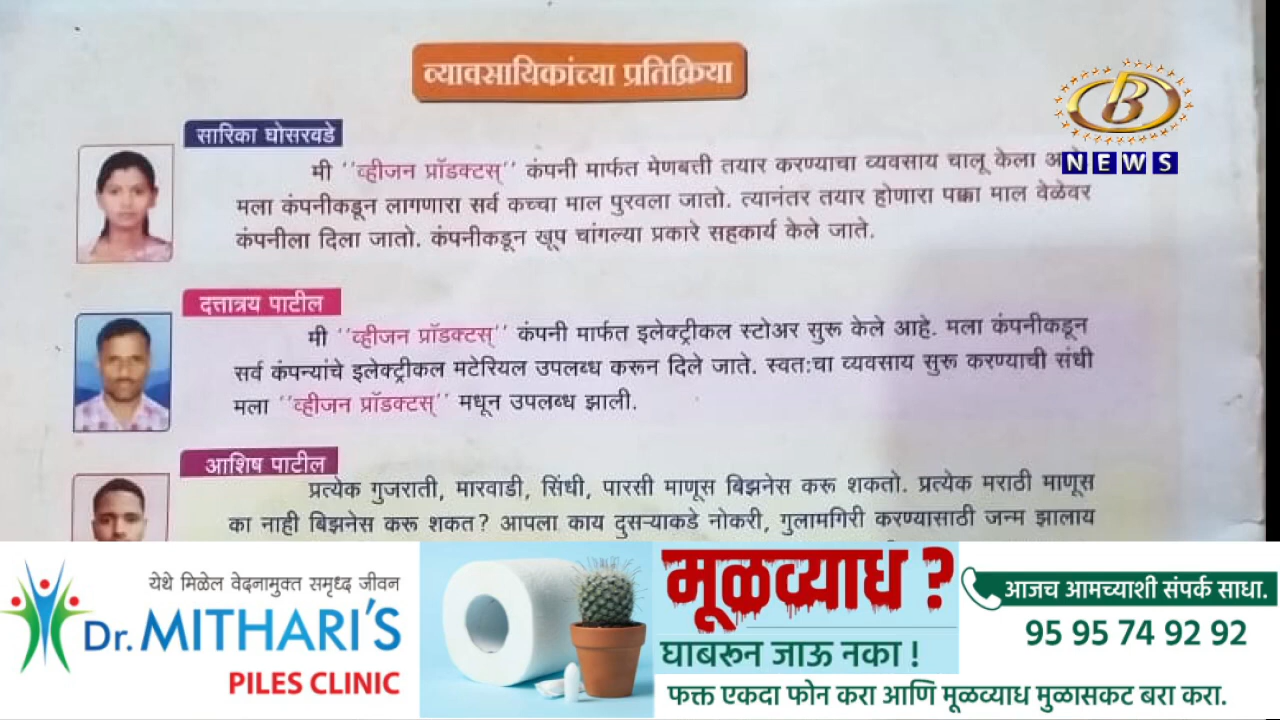 व्यावसायिकांच्या प्रतिक्रिया
B
NEWS
सारिका घोसरवडे
मी ''व्हीजन प्रॉडक्टस्'' कंपनी मार्फत मेणबत्ती तयार करण्याचा व्यवसाय चालू केला
मला कंपनीकडून लागणारा सर्व कच्चा माल पुरवला जातो. त्यानंतर तयार होणारा पक्का माल वेळेवर
कंपनीला दिला जातो. कंपनीकडून खूप चांगल्या प्रकारे सहकार्य केले जाते.
दत्तात्रय पाटील
मी ''व्हीजन प्रॉडक्टस्'' कंपनी मार्फत इलेक्ट्रीकल स्टोअर सुरू केले आहे. मला कंपनीकडून
सर्व कंपन्यांचे इलेक्ट्रीकल मटेरियल उपलब्ध करून दिले जाते. स्वतःचा व्यवसाय सुरू करण्याची संधी
मला ''व्हीजन प्रॉडक्टस्'' मधून उपलब्ध झाली.
आशिष पाटील
प्रत्येक गुजराती, मारवाडी, सिंधी, पारसी माणूस बिझनेस करू शकतो. प्रत्येक मराठी माणूस
का नाही बिझनेस करू शकत? आपला काय दुसऱ्याकडे नोकरी, गुलामगिरी करण्यासाठी जन्म झालाय
येथे मिळेल वेदनामुक्त समृध्द जीवन
Dr. MITHARI'S
PILES CLINIC
मूळव्याध ?
घाबरून जाऊ नका !
फक्त एकदा फोन करा आणि मूळव्याध मुळासकट बरा करा.
आजच आमच्याशी संपर्क साधा.
95 95 74 92 92